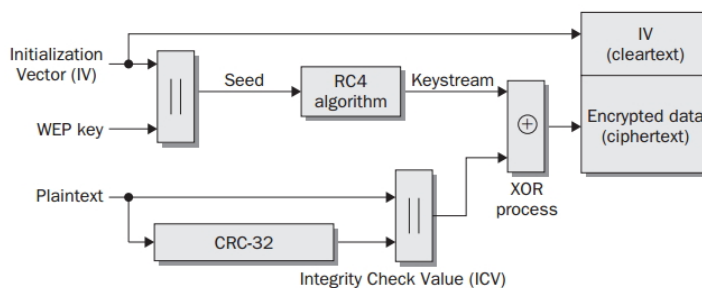 Initialization
Vector (IV)
WEP key
Seed
RC4
algorithm
Keystream
IV
(cleartext)
Encrypted data
(ciphertext)
XOR
process
Plaintext
CRC-32
Integrity Check Value (ICV)